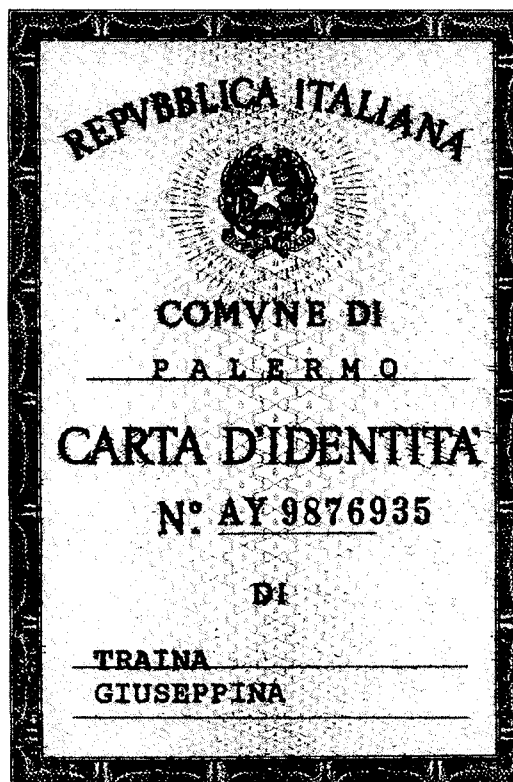 REPVBBLICA ITALIANA
COMVNE DI
PALERMO
CARTA D'IDENTITA'
N° AY 9876935
DI
TRAINA
GIUSEPPINA